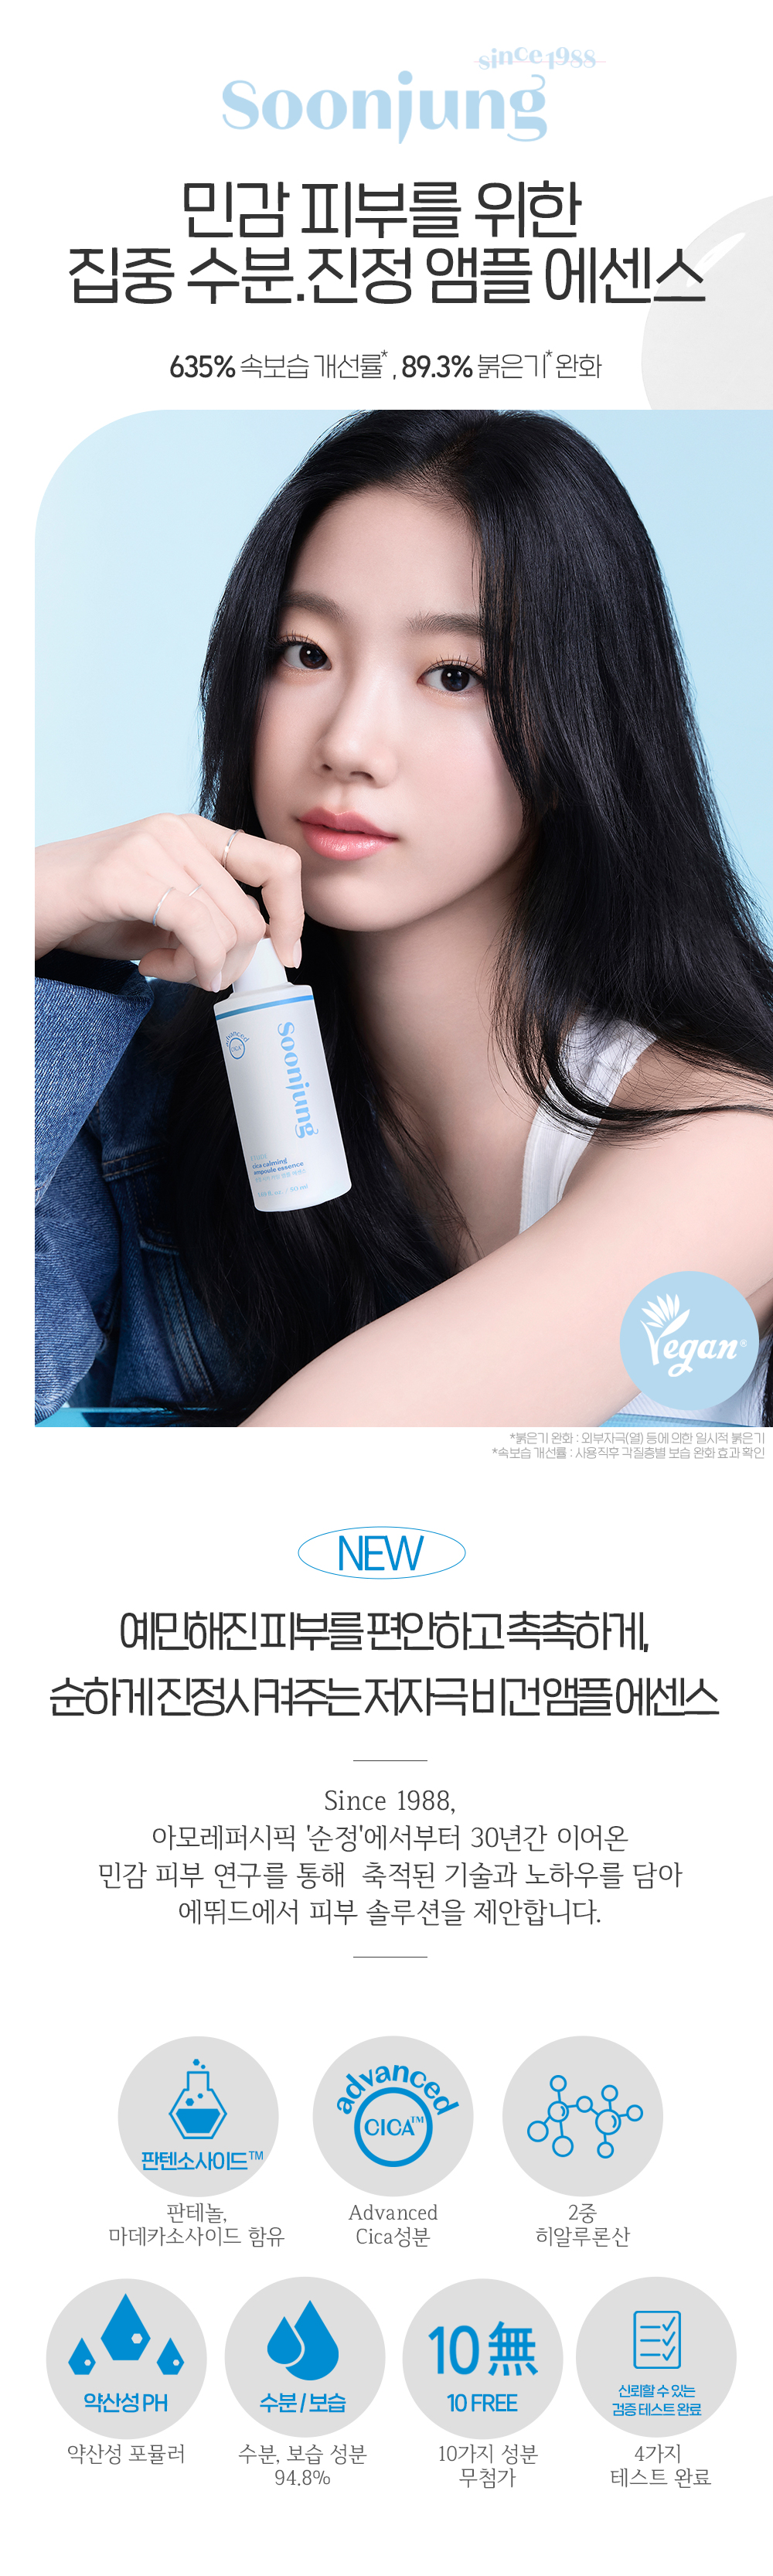 since 1988
Soonjung
민감 피부를 위한
집중 수분.진정 앰플 에센스
635% 속보습 개선률* , 89.3% 붉은기* 완화
advanced
CICA
Soonjung
cica calming
ampoule essence
Vegan®
*붉은기 완화 : 외부자극(열) 등에 의한 일시적 붉은기
*속보습 개선률 : 사용직후 각질층별 보습 완화 효과 확인
NEW
예민해진 피부를 편안하고 촉촉하게,
순하게 진정시켜주는 저자극 비건 앰플 에센스
Since 1988,
아모레퍼시픽 '순정'에서부터 30년간 이어온
민감 피부 연구를 통해 축적된 기술과 노하우를 담아
에뛰드에서 피부 솔루션을 제안합니다.
판텐소사이드™
판테놀,
마데카소사이드 함유
advanced
CICA™
Advanced
Cica성분
2중
히알루론산
약산성 PH
약산성 포뮬러
수분 / 보습
수분, 보습 성분
94.8%
10 無
10 FREE
10가지 성분
무첨가
신뢰할 수 있는
검증 테스트 완료
4가지
테스트 완료